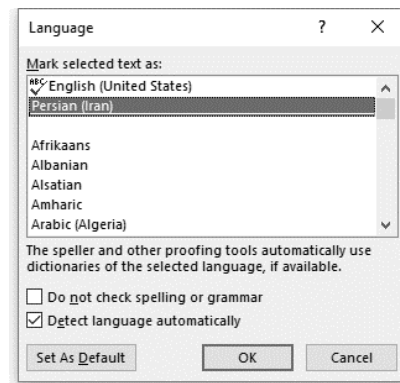 Language ? ×
Mark selected text as:
ABC English (United States)
Persian (Iran)
Afrikaans
Albanian
Alsatian
Amharic
Arabic (Algeria)
The speller and other proofing tools automatically use
dictionaries of the selected language, if available.
Do not check spelling or grammar
Detect language automatically
Set As Default OK Cancel